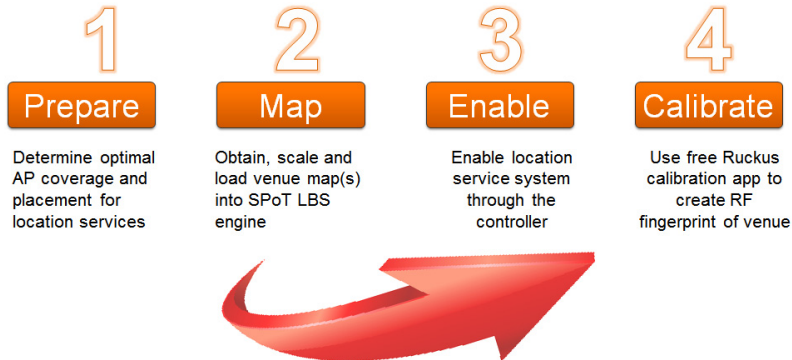 1
Prepare
Determine optimal
AP coverage and
placement for
location services
2
Map
Obtain, scale and
load venue map(s)
into SPoT LBS
engine
3
Enable
Enable location
service system
through the
controller
4
Calibrate
Use free Ruckus
calibration app to
create RF
fingerprint of venue